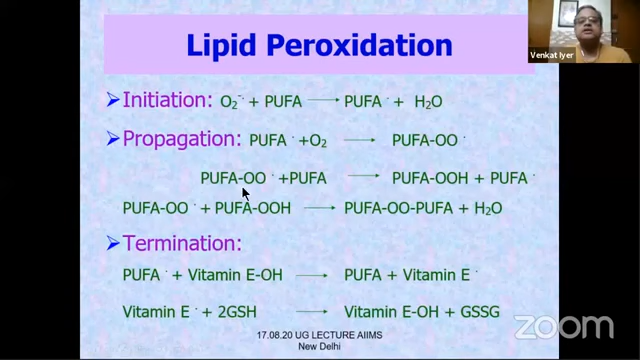 Lipid Peroxidation
Venkat Iyer
➢Initiation: O₂˙⁻ + PUFA ⟶ PUFA˙ + H₂O
➢Propagation: PUFA˙ +O₂ ⟶ PUFA-OO˙
PUFA-OO˙ +PUFA ⟶ PUFA-OOH + PUFA˙
PUFA-OO˙ + PUFA-OOH ⟶ PUFA-OO-PUFA + H₂O
➢Termination:
PUFA˙ + Vitamin E-OH ⟶ PUFA + Vitamin E˙
Vitamin E˙ + 2GSH ⟶ Vitamin E-OH + GSSG
17.08.20 UG LECTURE AIIMS
New Delhi
zoom